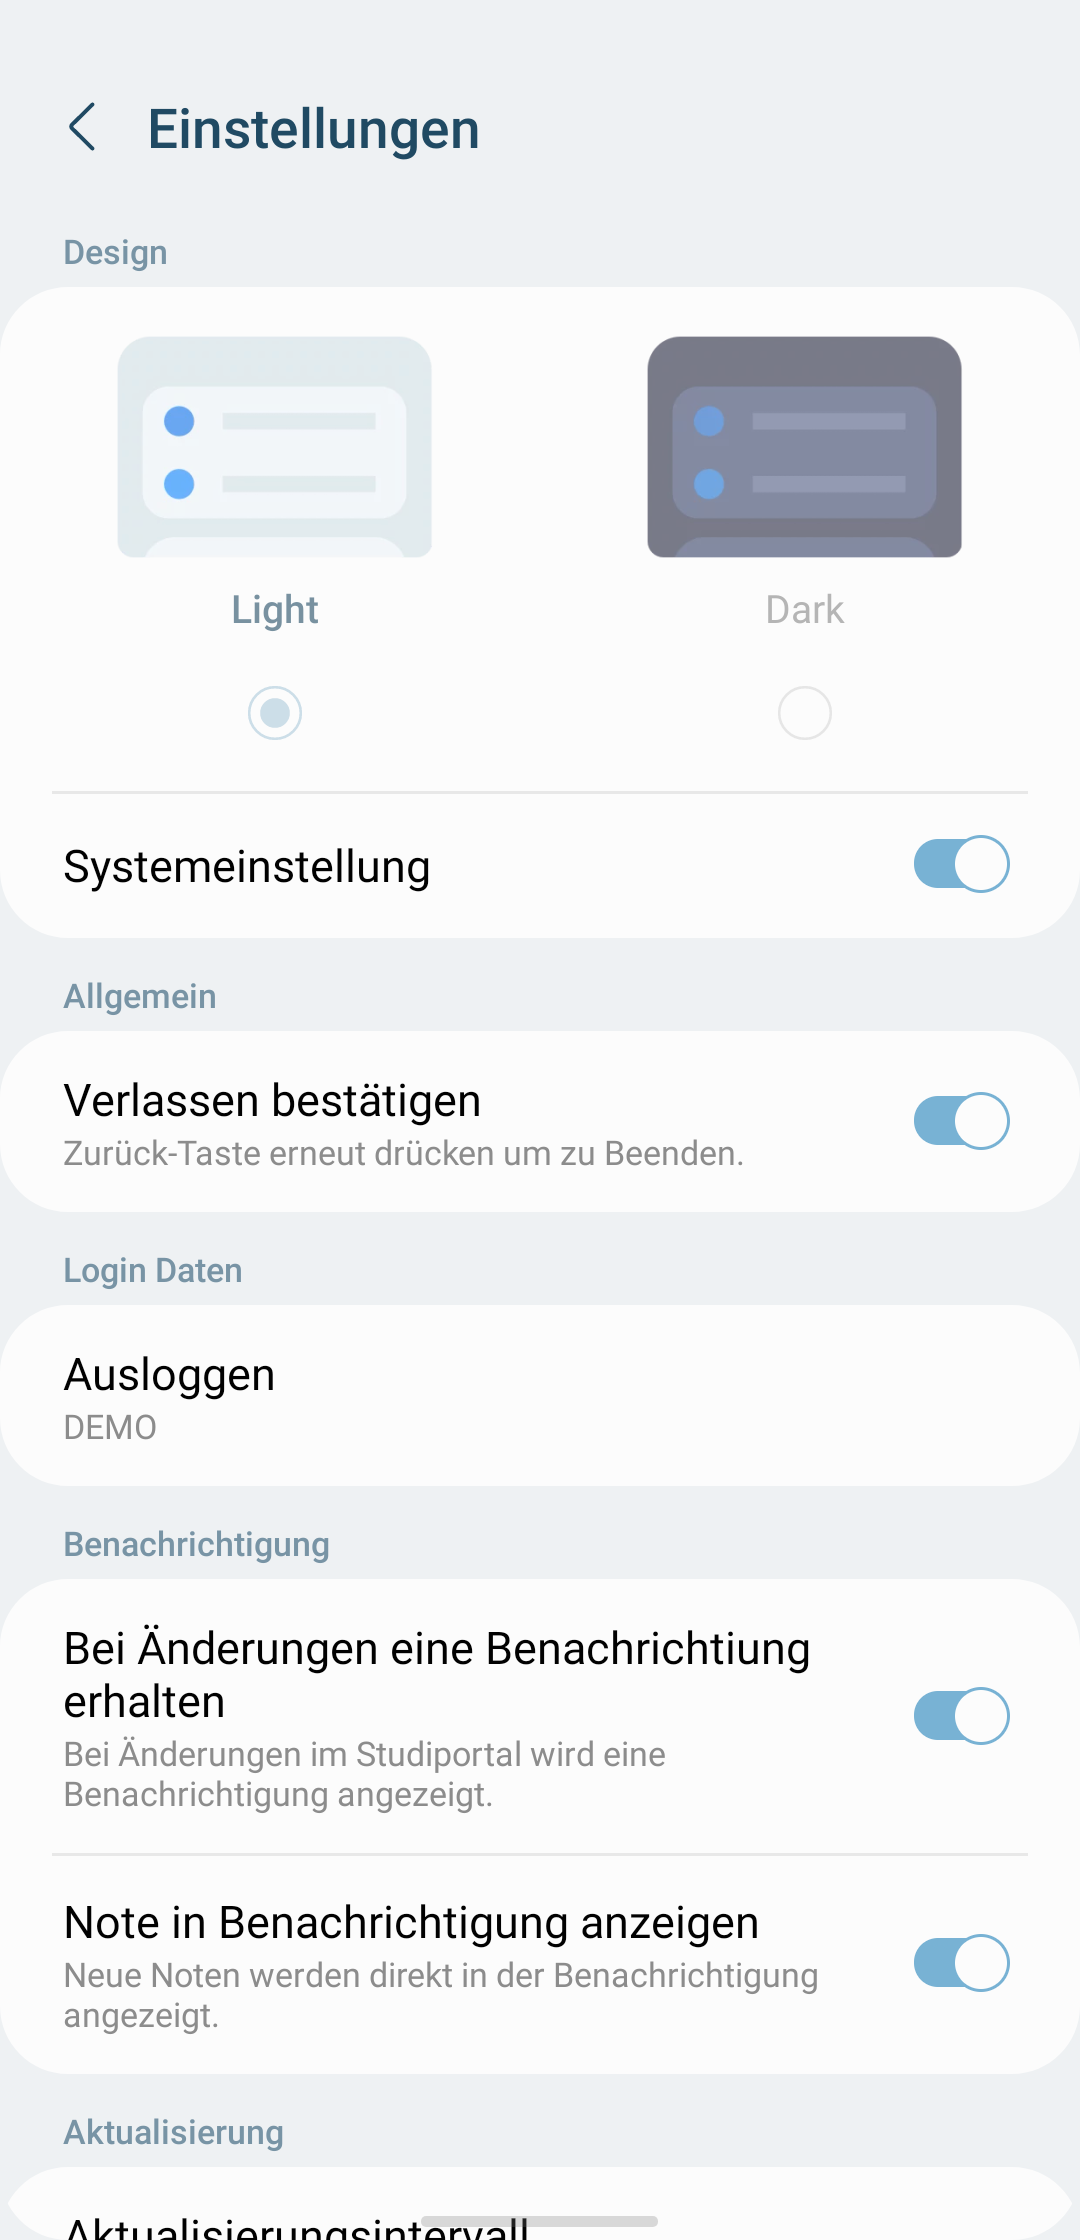 Einstellungen
Design
Light
Dark
Systemeinstellung
Allgemein
Verlassen bestätigen
Zurück-Taste erneut drücken um zu Beenden.
Login Daten
Ausloggen
DEMO
Benachrichtigung
Bei Änderungen eine Benachrichtiung
erhalten
Bei Änderungen im Studiportal wird eine
Benachrichtigung angezeigt.
Note in Benachrichtigung anzeigen
Neue Noten werden direkt in der Benachrichtigung
angezeigt.
Aktualisierung
Aktualisierungsintervall